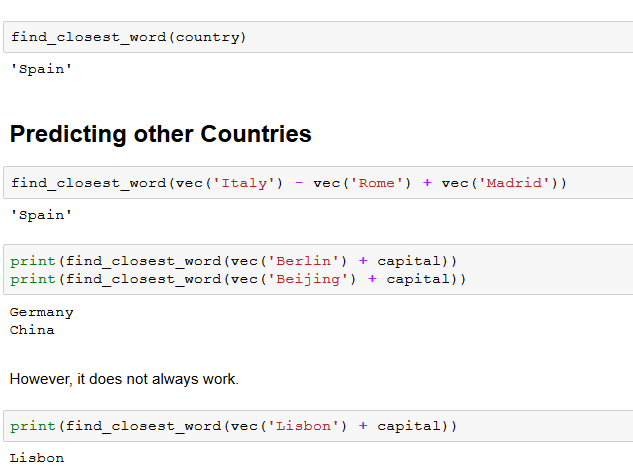 find_closest_word(country)
'Spain'
Predicting other Countries
find_closest_word(vec('Italy') - vec('Rome') + vec('Madrid'))
'Spain'
print(find_closest_word(vec('Berlin') + capital))
print(find_closest_word(vec('Beijing') + capital))
Germany
China
However, it does not always work.
print(find_closest_word(vec('Lisbon') + capital))
Lisbon